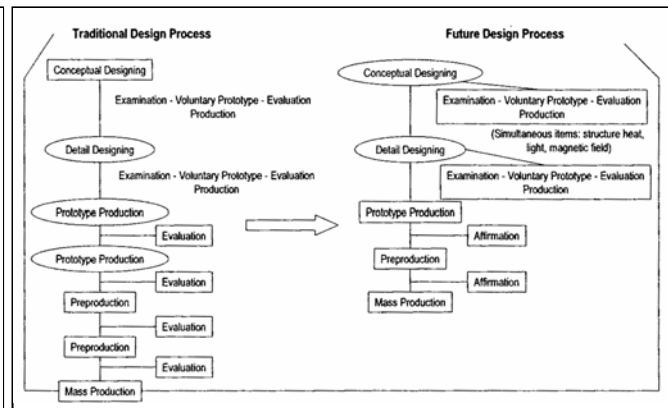 Traditional Design Process
Conceptual Designing
Examination - Voluntary Prototype - Evaluation
Production
Detail Designing
Examination - Voluntary Prototype - Evaluation
Production
Prototype Production
Evaluation
Prototype Production
Evaluation
Preproduction
Evaluation
Preproduction
Evaluation
Mass Production
Future Design Process
Conceptual Designing
Examination - Voluntary Prototype - Evaluation
Production
(Simultaneous items: structure heat,
light, magnetic field)
Detail Designing
Examination - Voluntary Prototype - Evaluation
Production
Prototype Production
Affirmation
Preproduction
Affirmation
Mass Production